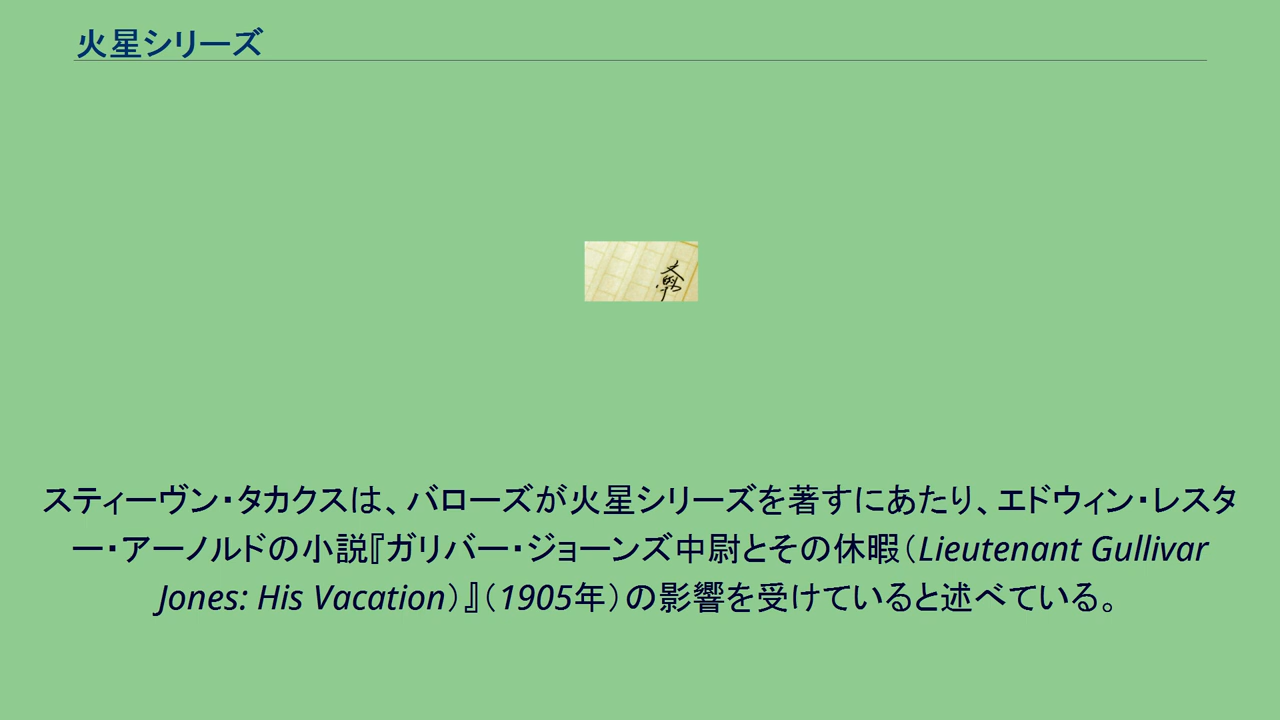 火星シリーズ
スティーヴン・タカクスは、バローズが火星シリーズを著すにあたり、エドウィン・レスタ
ー・アーノルドの小説『ガリバー・ジョーンズ中尉とその休暇（Lieutenant Gullivar
Jones: His Vacation）』（1905年）の影響を受けていると述べている。